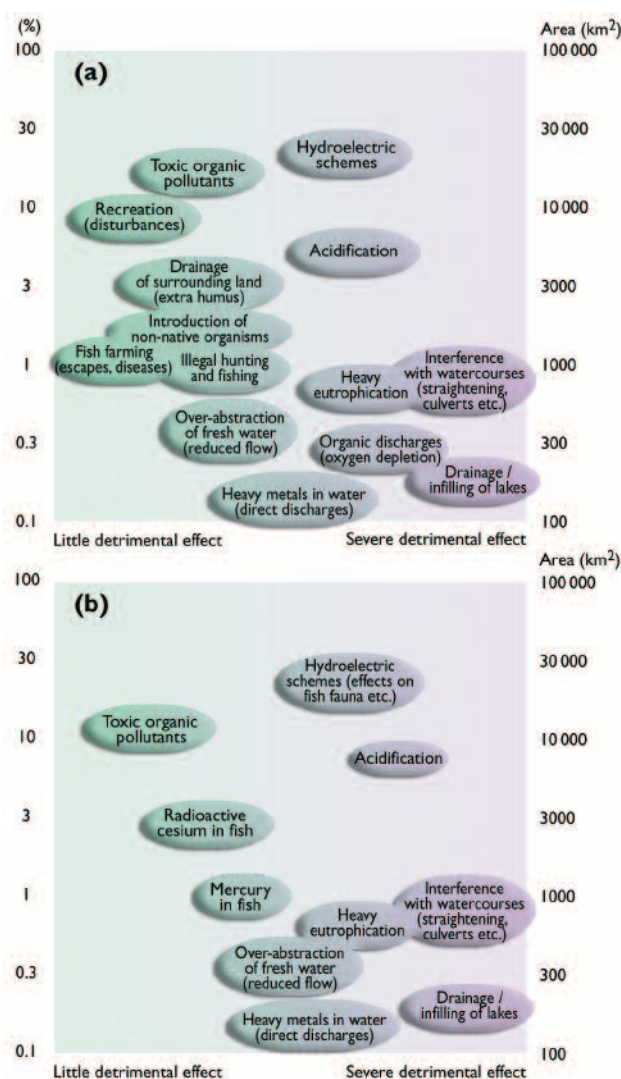 (%)
Area (km²)
100
100 000
(a)
30
30 000
Hydroelectric
schemes
Toxic organic
pollutants
10
10 000
Recreation
(disturbances)
Acidification
Drainage
of surrounding land
(extra humus)
3
3000
Introduction of
non-native organisms
Fish farming
(escapes, diseases)
Illegal hunting
and fishing
1
1000
Interference
with watercourses
(straightening,
culverts etc.)
Heavy
eutrophication
Over-abstraction
of fresh water
(reduced flow)
0.3
300
Organic discharges
(oxygen depletion)
Drainage /
infilling of lakes
Heavy metals in water
(direct discharges)
0.1
100
Little detrimental effect
Severe detrimental effect
Area (km²)
100
100 000
(b)
30
30 000
Hydroelectric
schemes (effects on
fish fauna etc.)
Toxic organic
pollutants
10
10 000
Acidification
3
3000
Radioactive
cesium in fish
1
1000
Mercury
in fish
Interference
with watercourses
(straightening,
culverts etc.)
Heavy
eutrophication
Over-abstraction
of fresh water
(reduced flow)
0.3
300
Drainage /
infilling of lakes
Heavy metals in water
(direct discharges)
0.1
100
Little detrimental effect
Severe detrimental effect